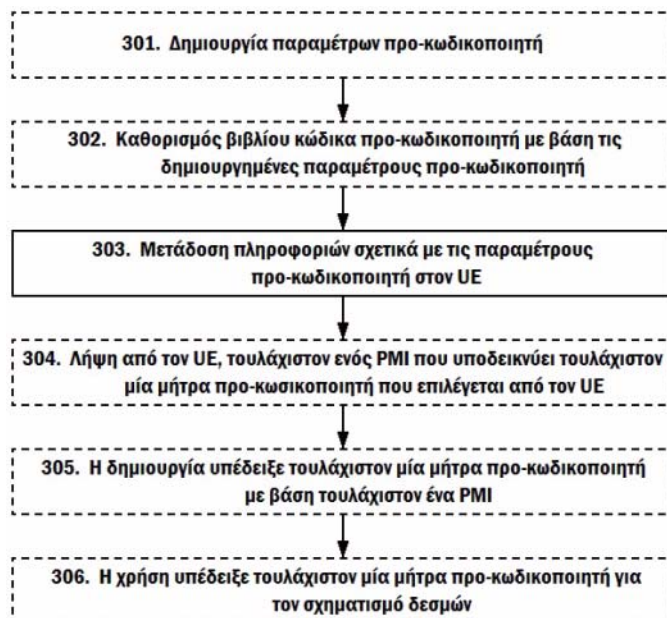 301. Δημιουργία παραμέτρων προ-κωδικοποιητή
302. Καθορισμός βιβλίου κώδικα προ-κωδικοποιητή με βάση τις
δημιουργημένες παραμέτρους προ-κωδικοποιητή
303. Μετάδοση πληροφοριών σχετικά με τις παραμέτρους
προ-κωδικοποιητή στον UE
304. Λήψη από τον UE, τουλάχιστον ενός PMI που υποδεικνύει τουλάχιστον
μία μήτρα προ-κωσικοποιητή που επιλέγεται από τον UE
305. Η δημιουργία υπέδειξε τουλάχιστον μία μήτρα προ-κωδικοποιητή
με βάση τουλάχιστον ένα PMI
306. Η χρήση υπέδειξε τουλάχιστον μία μήτρα προ-κωδικοποιητή για
τον σχηματισμό δεσμών